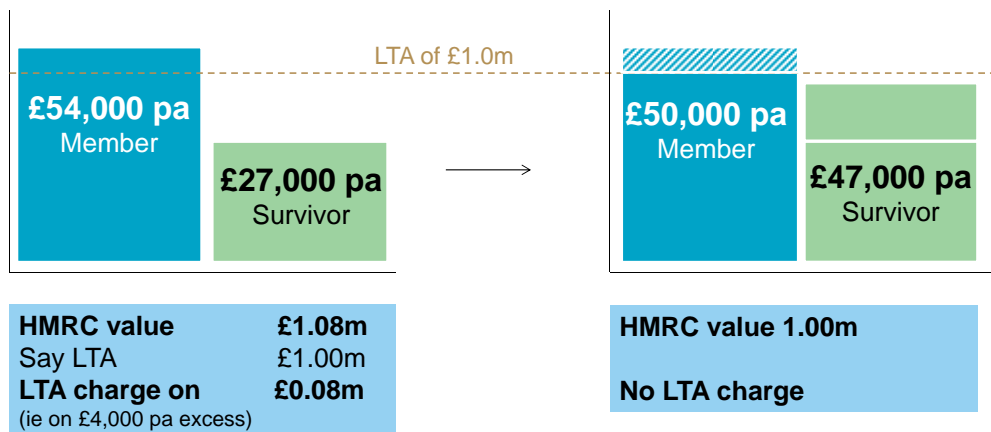 LTA of £1.0m
£54,000 pa
Member
£27,000 pa
Survivor
£50,000 pa
Member
£47,000 pa
Survivor
HMRC value £1.08m
Say LTA £1.00m
LTA charge on £0.08m
(ie on £4,000 pa excess)
HMRC value 1.00m
No LTA charge